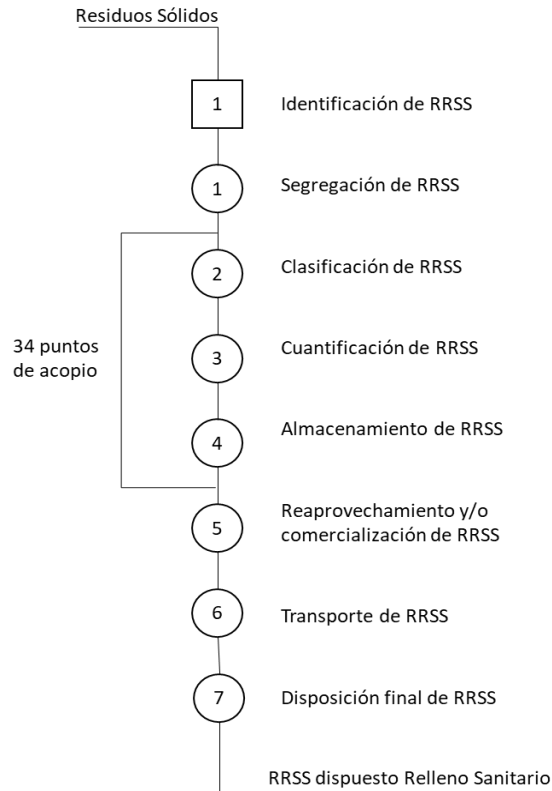 Residuos Sólidos
1
Identificación de RRSS
1
Segregación de RRSS
2
Clasificación de RRSS
34 puntos
de acopio
3
Cuantificación de RRSS
4
Almacenamiento de RRSS
5
Reaprovechamiento y/o
comercialización de RRSS
6
Transporte de RRSS
7
Disposición final de RRSS
RRSS dispuesto Relleno Sanitario